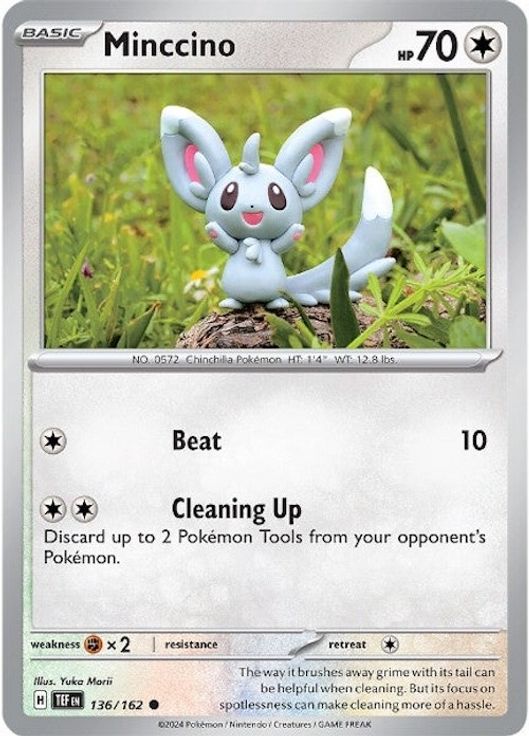 BASIC Minccino HP 70
NO. 0572 Chinchilla Pokémon HT: 1'4" WT: 12.8 lbs.
Beat 10
Cleaning Up
Discard up to 2 Pokémon Tools from your opponent's
Pokémon.
weakness ×2 resistance retreat
Illus. Yuka Morii
H TEF EN 136/162
The way it brushes away grime with its tail can
be helpful when cleaning. But its focus on
spotlessness can make cleaning more of a hassle.
©2024 Pokémon / Nintendo / Creatures / GAME FREAK